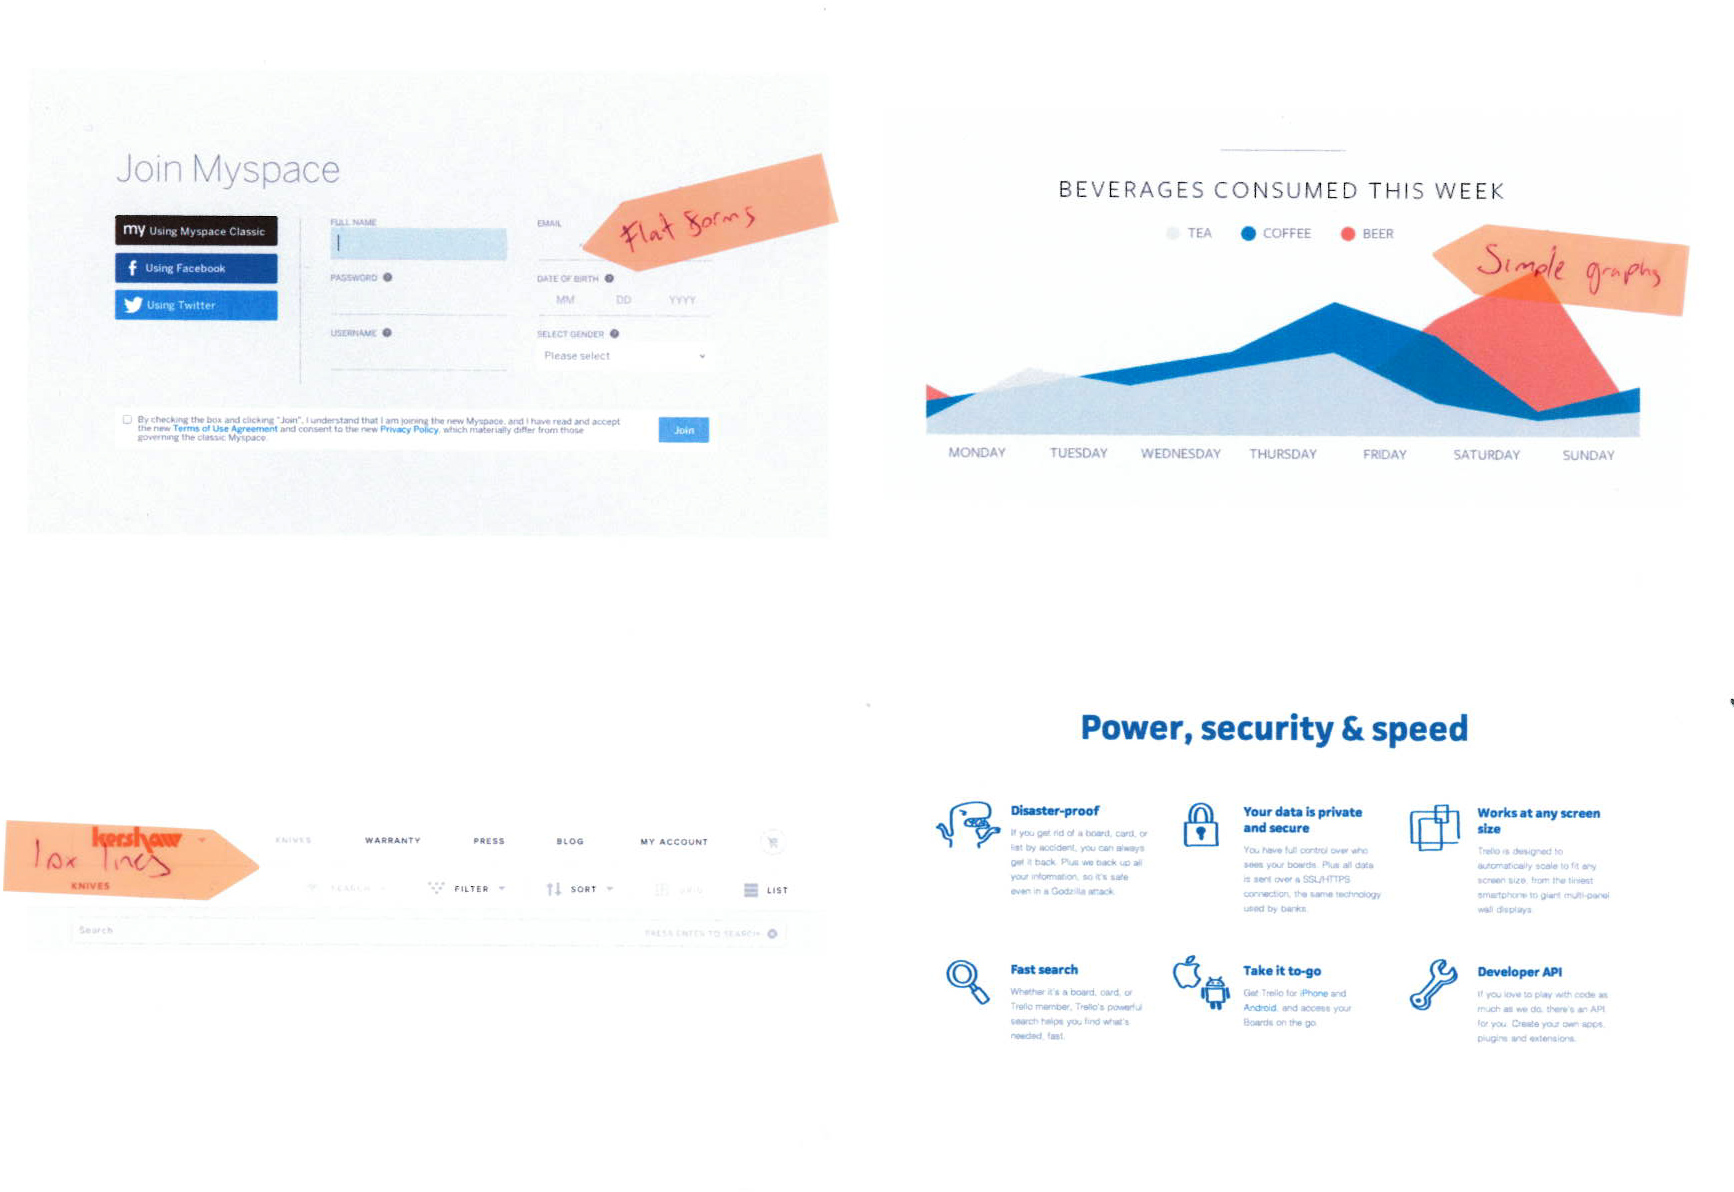 Join Myspace
my Using Myspace Classic
f Using Facebook
Using Twitter
FULL NAME
EMAIL
PASSWORD ?
DATE OF BIRTH ?
MM DD YYYY
USERNAME ?
SELECT GENDER ?
Please select
By checking the box and clicking "Join", I understand that I am joining the new Myspace, and I have read and accept
the new Terms of Use Agreement and consent to the new Privacy Policy, which materially differ from those
governing the classic Myspace.
Join
Flat forms
BEVERAGES CONSUMED THIS WEEK
TEA COFFEE BEER
Simple graphs
MONDAY TUESDAY WEDNESDAY THURSDAY FRIDAY SATURDAY SUNDAY
kershaw
KNIVES WARRANTY PRESS BLOG MY ACCOUNT
1px lines
KNIVES
SEARCH FILTER SORT GRID LIST
Search
PRESS ENTER TO SEARCH
Power, security & speed
Disaster-proof
If you get rid of a board, card, or
list by accident, you can always
get it back. Plus we back up all
your information, so it's safe
even in a Godzilla attack.
Your data is private
and secure
You have full control over who
sees your boards. Plus all data
is sent over a SSL/HTTPS
connection, the same technology
used by banks.
Works at any screen
size
Trello is designed to
automatically scale to fit any
screen size, from the tiniest
smartphone to giant multi-panel
wall displays.
Fast search
Whether it's a board, card, or
Trello member, Trello's powerful
search helps you find what's
needed, fast.
Take it to-go
Get Trello for iPhone and
Android, and access your
Boards on the go.
Developer API
If you love to play with code as
much as we do, there's an API
for you. Create your own apps,
plugins and extensions.